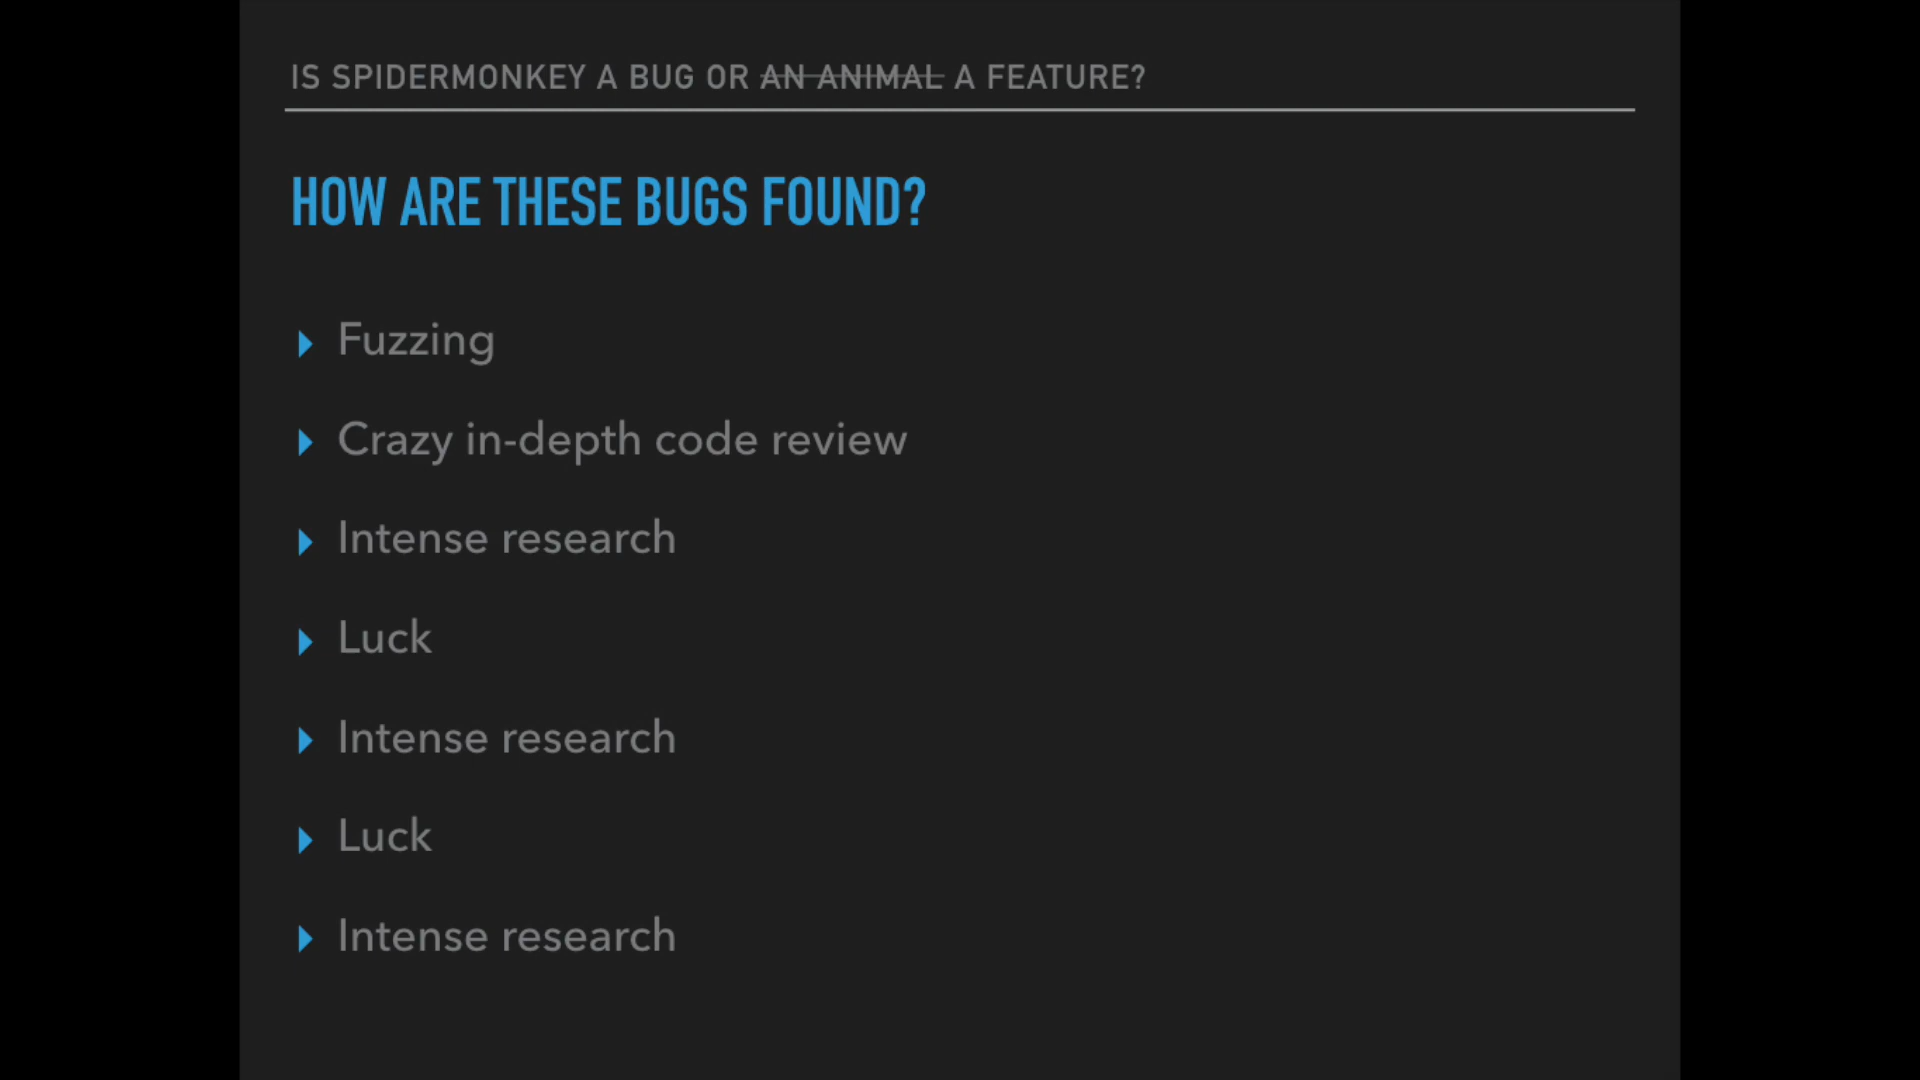 IS SPIDERMONKEY A BUG OR AN ANIMAL A FEATURE?
HOW ARE THESE BUGS FOUND?
Fuzzing
Crazy in-depth code review
Intense research
Luck
Intense research
Luck
Intense research